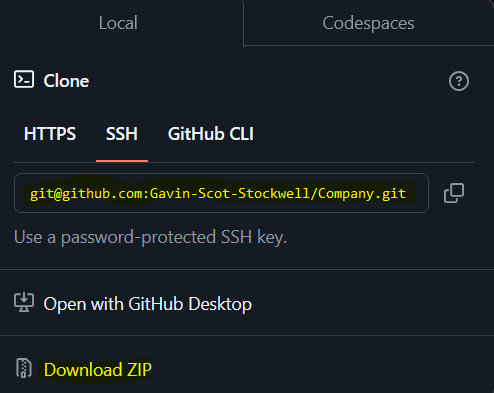 Local
Codespaces
Clone
HTTPS
SSH
GitHub CLI
git@github.com:Gavin-Scot-Stockwell/Company.git
Use a password-protected SSH key.
Open with GitHub Desktop
Download ZIP